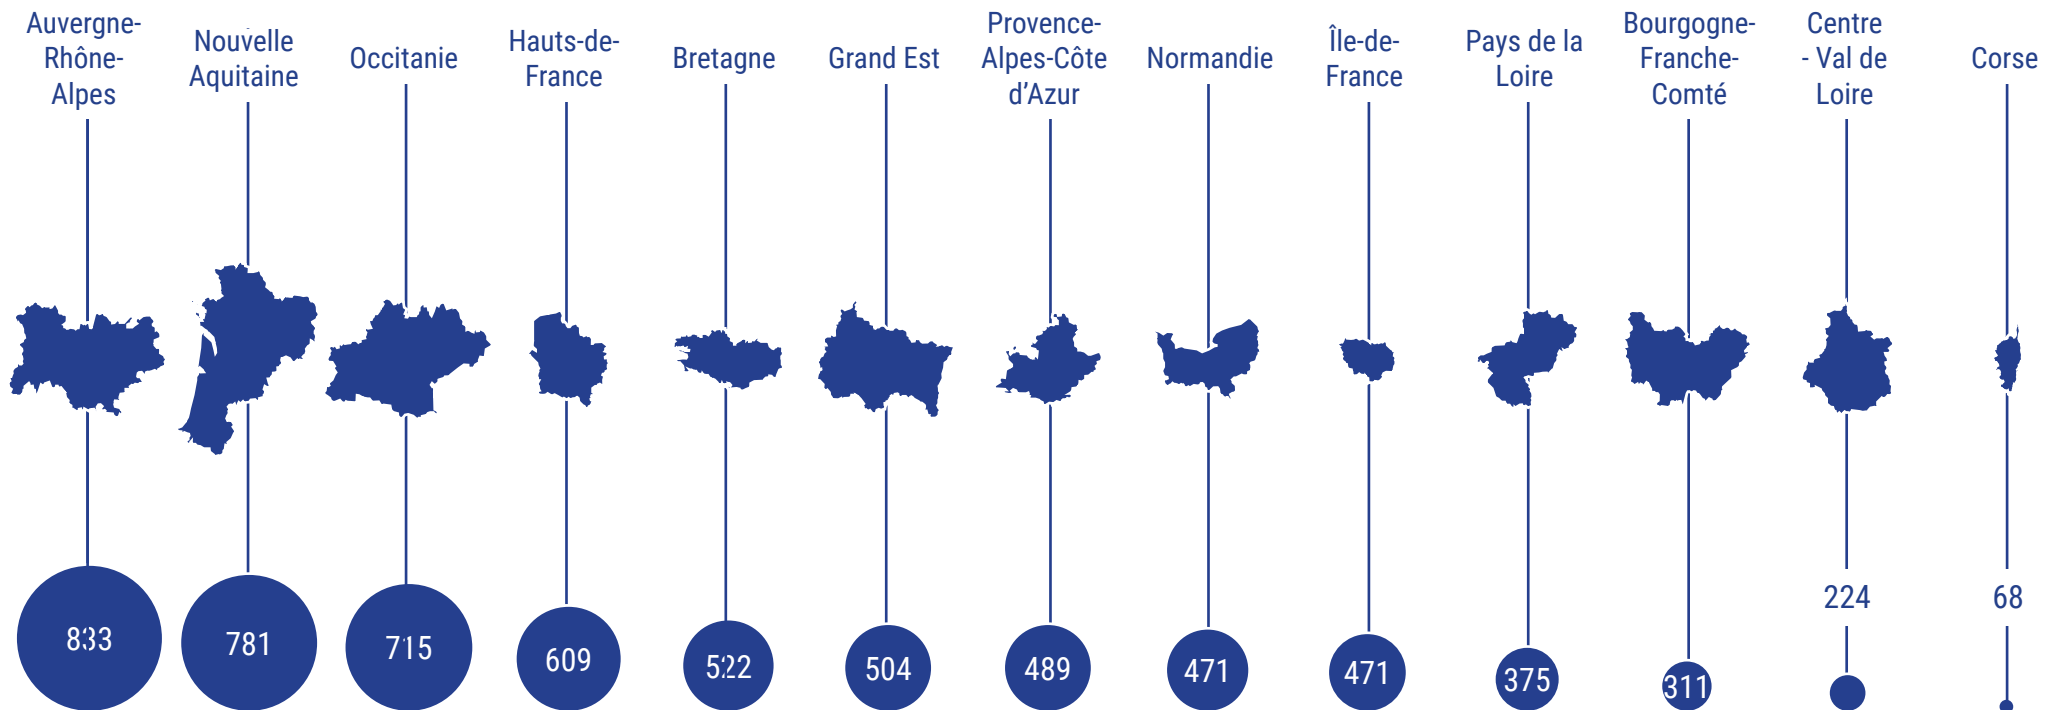 Auvergne-
Rhône-
Alpes
Nouvelle
Aquitaine
Occitanie
Hauts-de-
France
Bretagne
Grand Est
Provence-
Alpes-Côte
d’Azur
Normandie
Île-de-
France
Pays de la
Loire
Bourgogne-
Franche-
Comté
Centre
- Val de
Loire
Corse
833
781
715
609
522
504
489
471
471
375
311
224
68